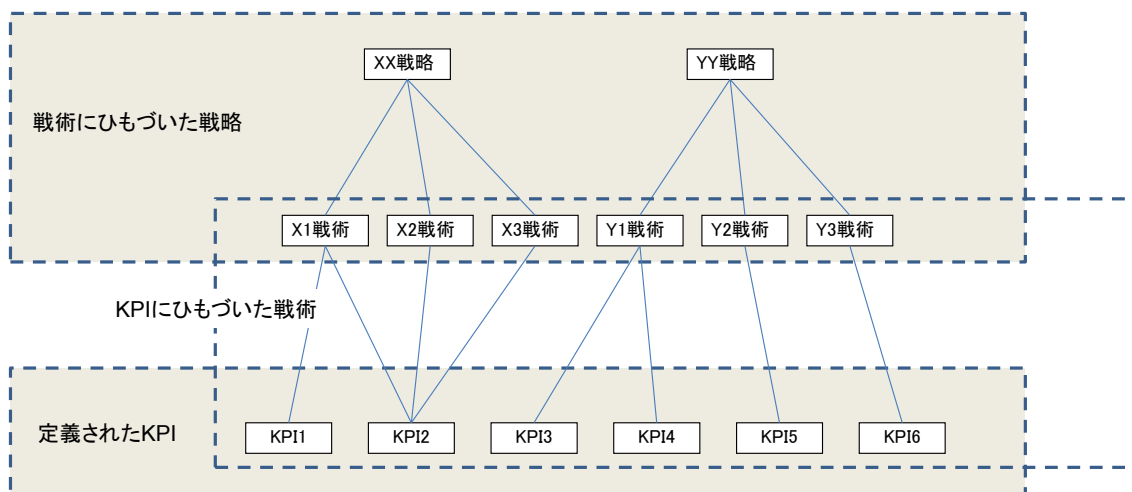 XX戦略
YY戦略
戦術にひもづいた戦略
X1戦術
X2戦術
X3戦術
Y1戦術
Y2戦術
Y3戦術
KPIにひもづいた戦術
定義されたKPI
KPI1
KPI2
KPI3
KPI4
KPI5
KPI6